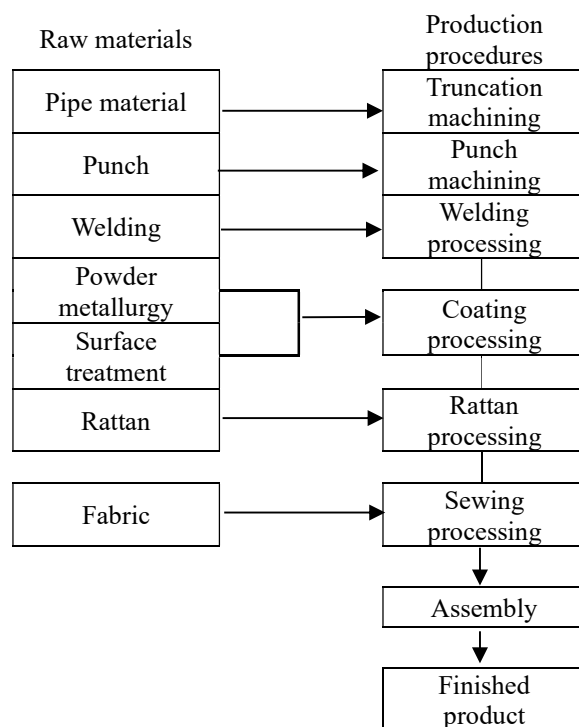 Raw materials
Production
procedures
Pipe material
Truncation
machining
Punch
Punch
machining
Welding
Welding
processing
Powder
metallurgy
Surface
treatment
Coating
processing
Rattan
Rattan
processing
Fabric
Sewing
processing
Assembly
Finished
product